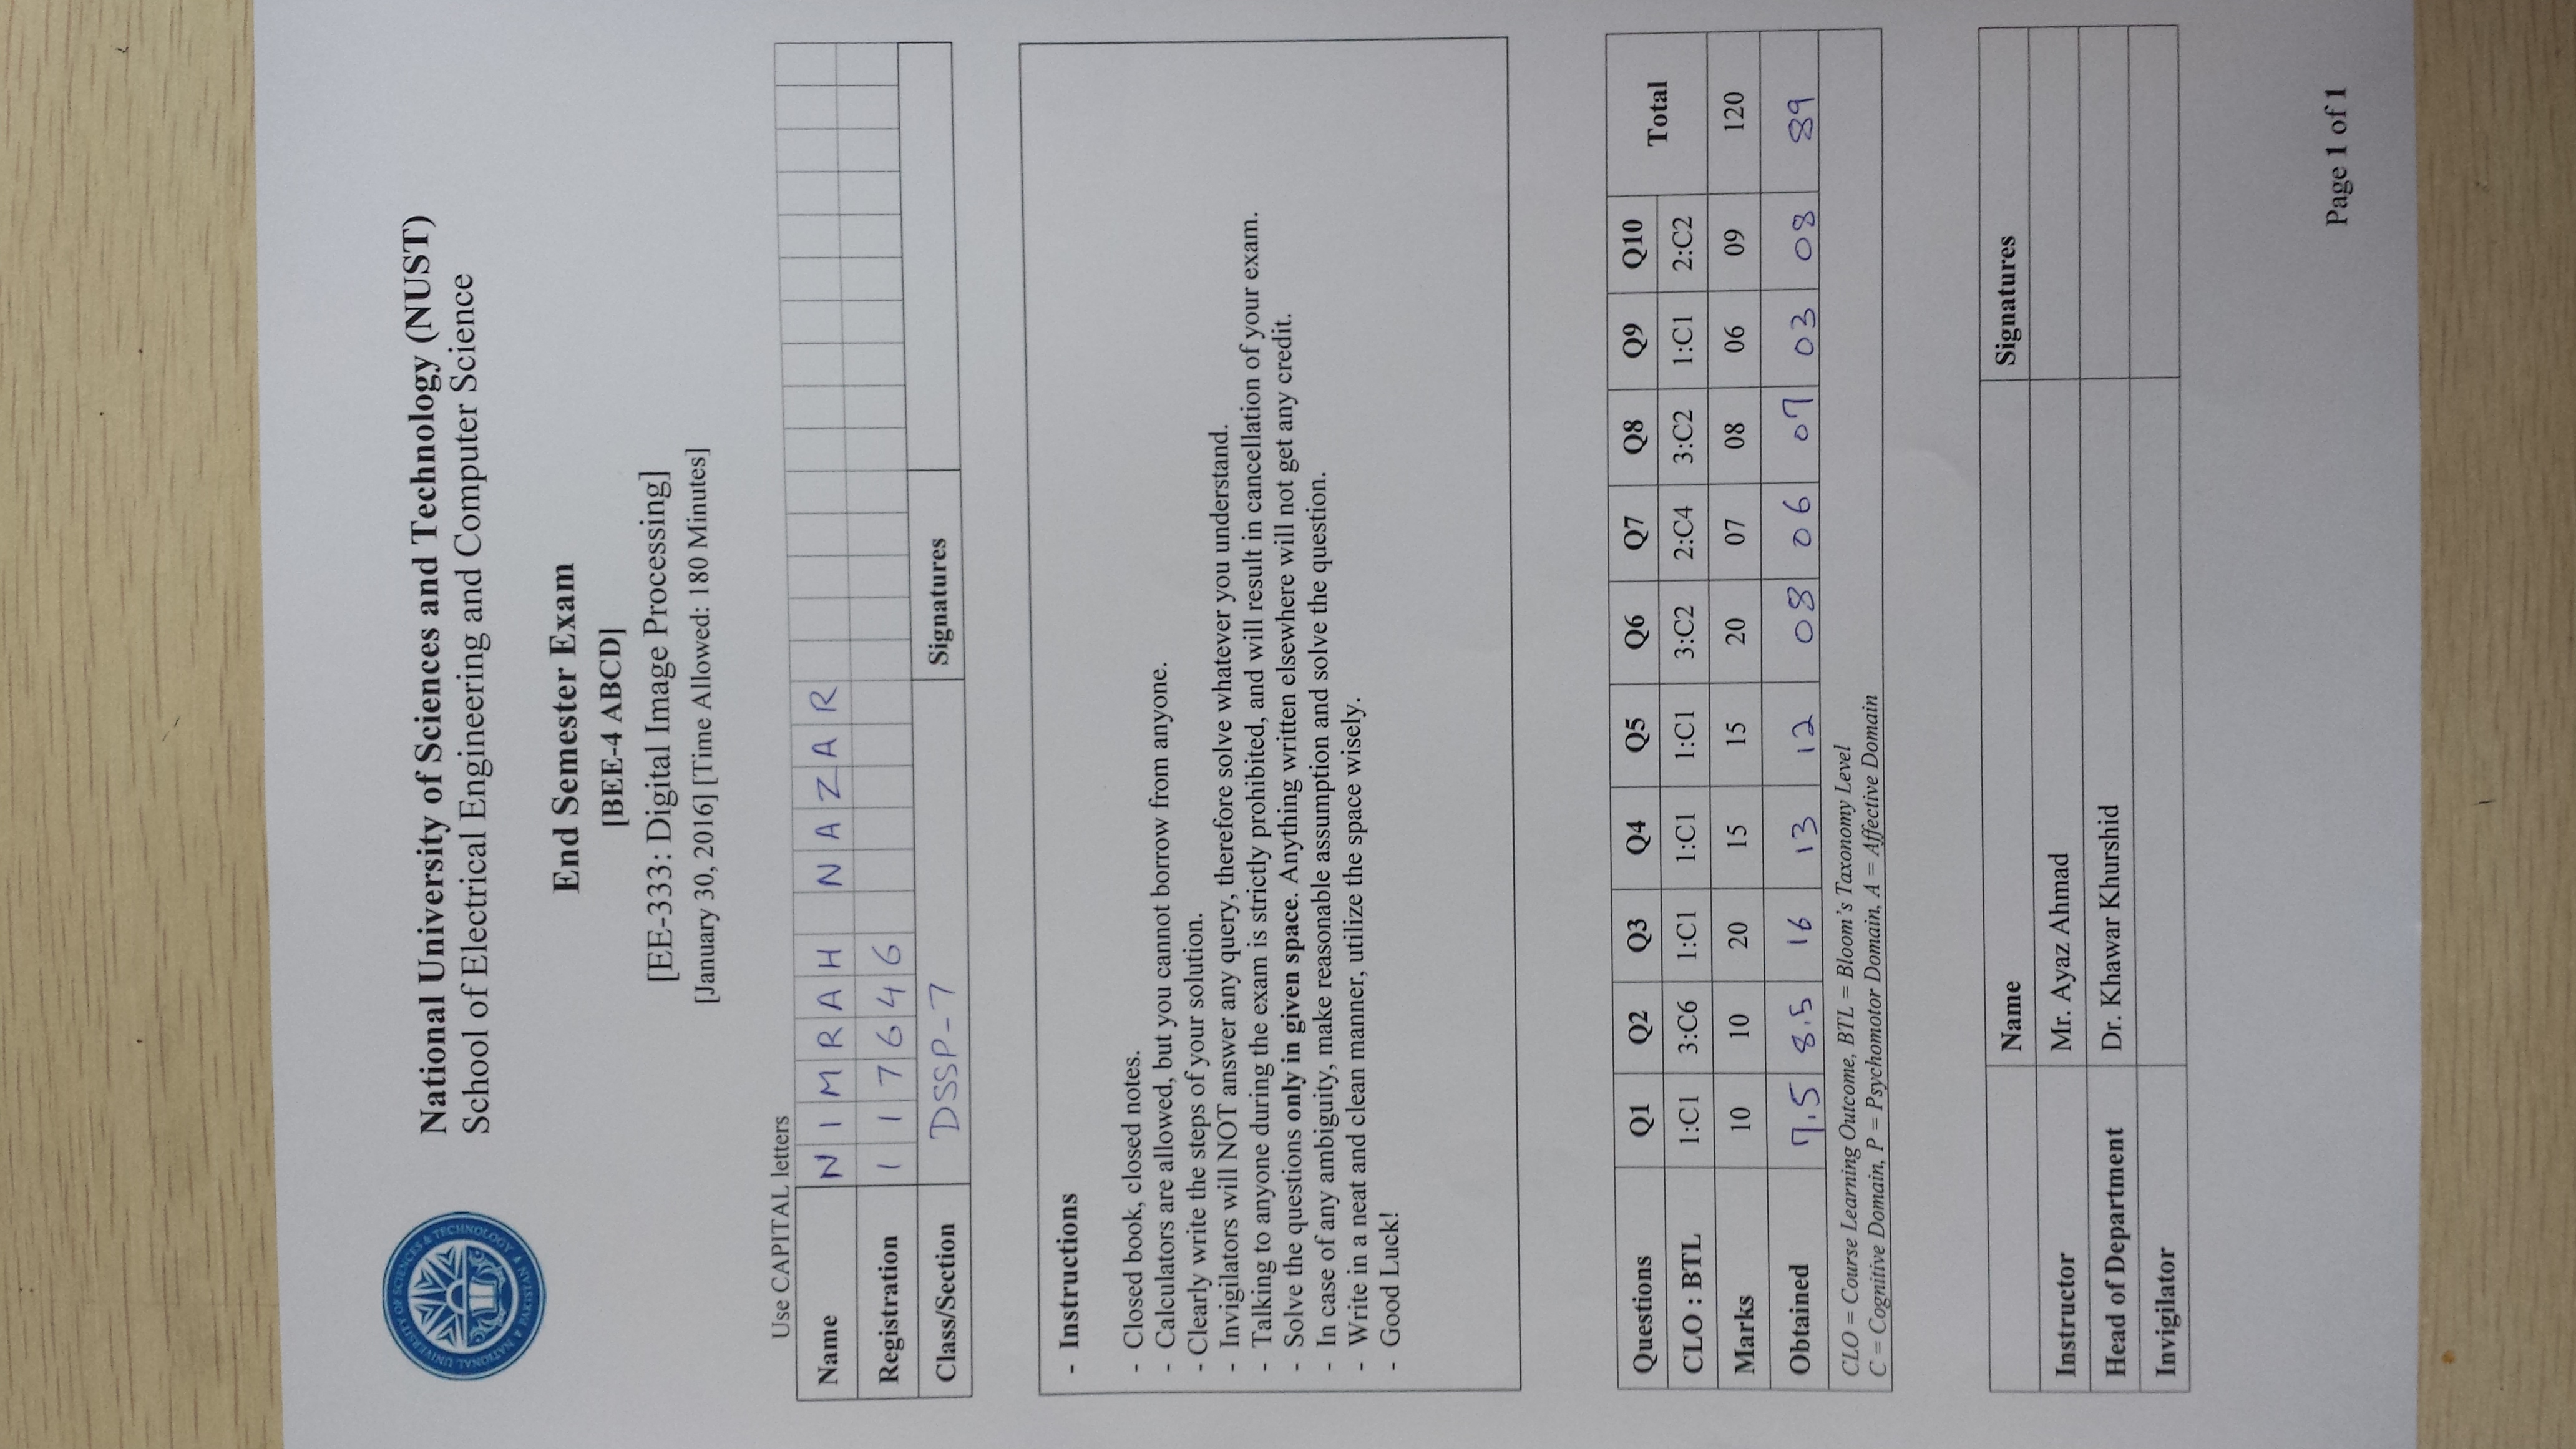 NATIONAL UNIVERSITY OF SCIENCES & TECHNOLOGY
PAKISTAN
National University of Sciences and Technology (NUST)
School of Electrical Engineering and Computer Science
End Semester Exam
[BEE-4 ABCD]
[EE-333: Digital Image Processing]
[January 30, 2016] [Time Allowed: 180 Minutes]
Use CAPITAL letters
Name NIMRAH NAZAR
Registration 117646
Class/Section DSSP-7 Signatures
- Instructions
- Closed book, closed notes.
- Calculators are allowed, but you cannot borrow from anyone.
- Clearly write the steps of your solution.
- Invigilators will NOT answer any query, therefore solve whatever you understand.
- Talking to anyone during the exam is strictly prohibited, and will result in cancellation of your exam.
- Solve the questions only in given space. Anything written elsewhere will not get any credit.
- In case of any ambiguity, make reasonable assumption and solve the question.
- Write in a neat and clean manner, utilize the space wisely.
- Good Luck!
Questions Q1 Q2 Q3 Q4 Q5 Q6 Q7 Q8 Q9 Q10 Total
CLO : BTL 1:C1 3:C6 1:C1 1:C1 1:C1 3:C2 2:C4 3:C2 1:C1 2:C2
Marks 10 10 20 15 15 20 07 08 06 09 120
Obtained 7.5 8.5 16 13 12 08 06 07 03 08 89
CLO = Course Learning Outcome, BTL = Bloom's Taxonomy Level
C = Cognitive Domain, P = Psychomotor Domain, A = Affective Domain
Name Signatures
Instructor Mr. Ayaz Ahmad
Head of Department Dr. Khawar Khurshid
Invigilator
Page 1 of 1